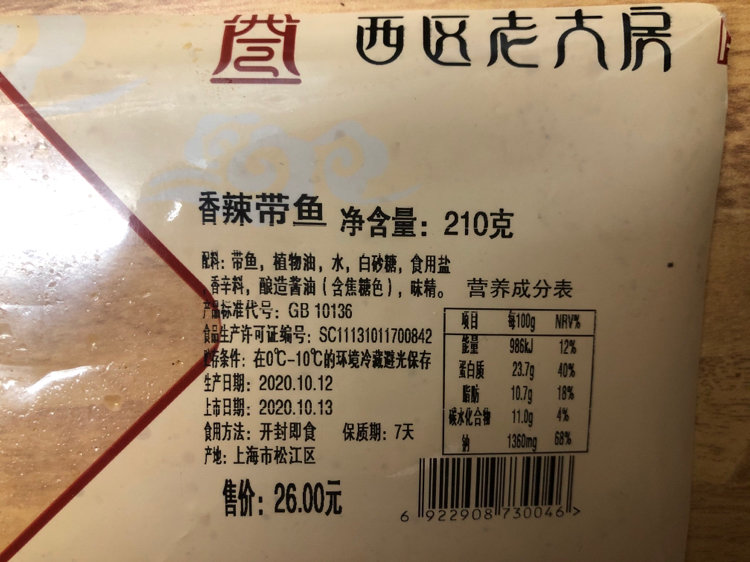 西区老大房
香辣带鱼 净含量：210克
配料：带鱼，植物油，水，白砂糖，食用盐
，香辛料，酿造酱油（含焦糖色），味精。
产品标准代号：GB 10136
食品生产许可证编号：SC11131011700842
贮存条件：在0℃-10℃的环境冷藏避光保存
生产日期：2020.10.12
上市日期：2020.10.13
食用方法：开封即食 保质期：7天
产地：上海市松江区
售价：26.00元
营养成分表
项目 每100g NRV%
能量 986kJ 12%
蛋白质 23.7g 40%
脂肪 10.7g 18%
碳水化合物 11.0g 4%
钠 1360mg 68%
6 922908 730046 >